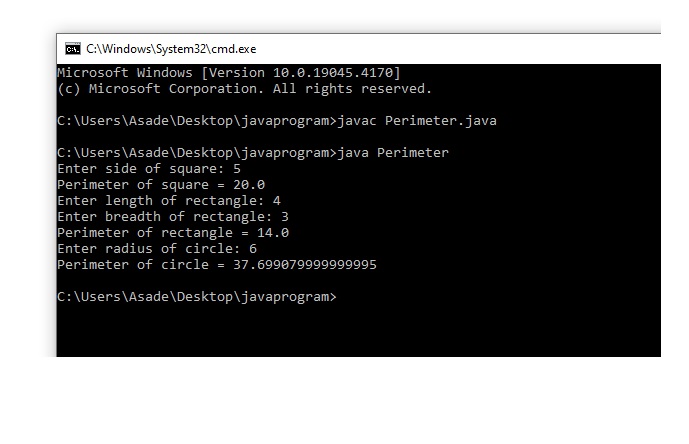 C:\Windows\System32\cmd.exe
Microsoft Windows [Version 10.0.19045.4170]
(c) Microsoft Corporation. All rights reserved.
C:\Users\Asade\Desktop\javaprogram>javac Perimeter.java
C:\Users\Asade\Desktop\javaprogram>java Perimeter
Enter side of square: 5
Perimeter of square = 20.0
Enter length of rectangle: 4
Enter breadth of rectangle: 3
Perimeter of rectangle = 14.0
Enter radius of circle: 6
Perimeter of circle = 37.699079999999995
C:\Users\Asade\Desktop\javaprogram>